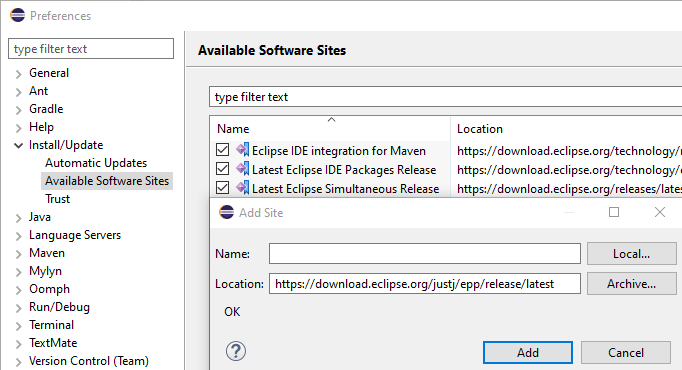 Preferences
type filter text
General
Ant
Gradle
Help
Install/Update
Automatic Updates
Available Software Sites
Trust
Java
Language Servers
Maven
Mylyn
Oomph
Run/Debug
Terminal
TextMate
Version Control (Team)
Available Software Sites
type filter text
Name Location
Eclipse IDE integration for Maven https://download.eclipse.org/technology/
Latest Eclipse IDE Packages Release https://download.eclipse.org/technology/
Latest Eclipse Simultaneous Release https://download.eclipse.org/releases/late
Add Site
Name: Local...
Location: https://download.eclipse.org/justj/epp/release/latest Archive...
OK
? Add Cancel